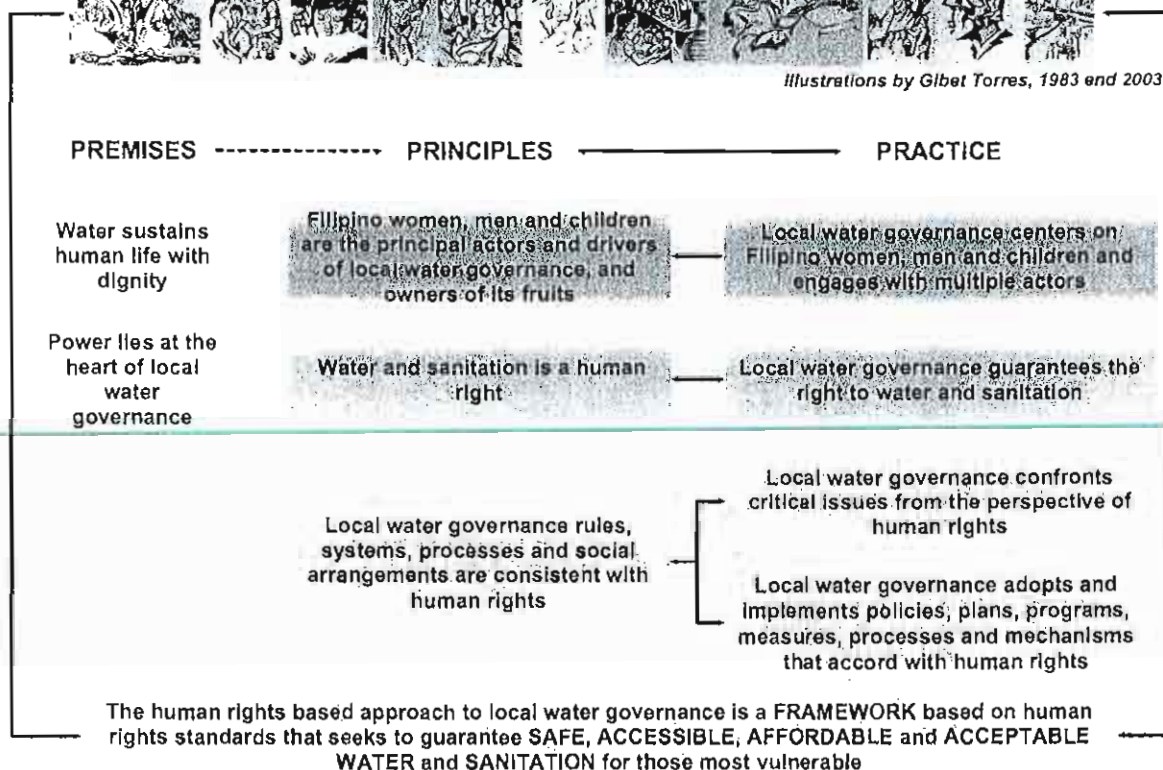 Illustrations by Gibet Torres, 1983 end 2003
PREMISES
PRINCIPLES
PRACTICE
Water sustains
human life with
dignity
Filipino women, men and children
are the principal actors and drivers
of local water governance, and
owners of its fruits
Local water governance centers on
Filipino women, men and children and
engages with multiple actors
Power lies at the
heart of local
water
governance
Water and sanitation is a human
right
Local water governance guarantees the
right to water and sanitation
Local water governance rules,
systems, processes and social
arrangements are consistent with
human rights
Local water governance confronts
critical issues from the perspective of
human rights
Local water governance adopts and
implements policies, plans, programs,
measures, processes and mechanisms
that accord with human rights
The human rights based approach to local water governance is a FRAMEWORK based on human
rights standards that seeks to guarantee SAFE, ACCESSIBLE, AFFORDABLE and ACCEPTABLE
WATER and SANITATION for those most vulnerable